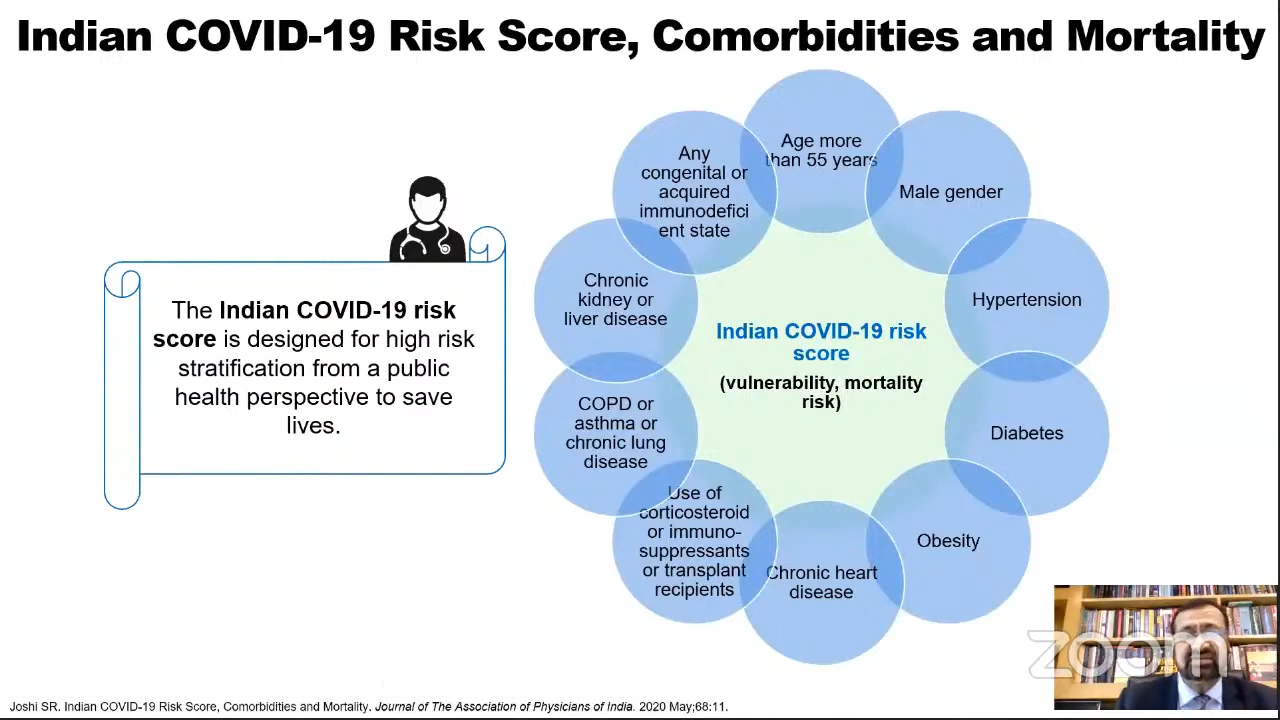 Indian COVID-19 Risk Score, Comorbidities and Mortality
The Indian COVID-19 risk
score is designed for high risk
stratification from a public
health perspective to save
lives.
Age more
than 55 years
Male gender
Hypertension
Diabetes
Obesity
Chronic heart
disease
Use of
corticosteroid
or immuno-
suppressants
or transplant
recipients
COPD or
asthma or
chronic lung
disease
Chronic
kidney or
liver disease
Any
congenital or
acquired
immunodefici
ent state
Indian COVID-19 risk
score
(vulnerability, mortality
risk)
zoom
Joshi SR. Indian COVID-19 Risk Score, Comorbidities and Mortality. Journal of The Association of Physicians of India. 2020 May;68:11.